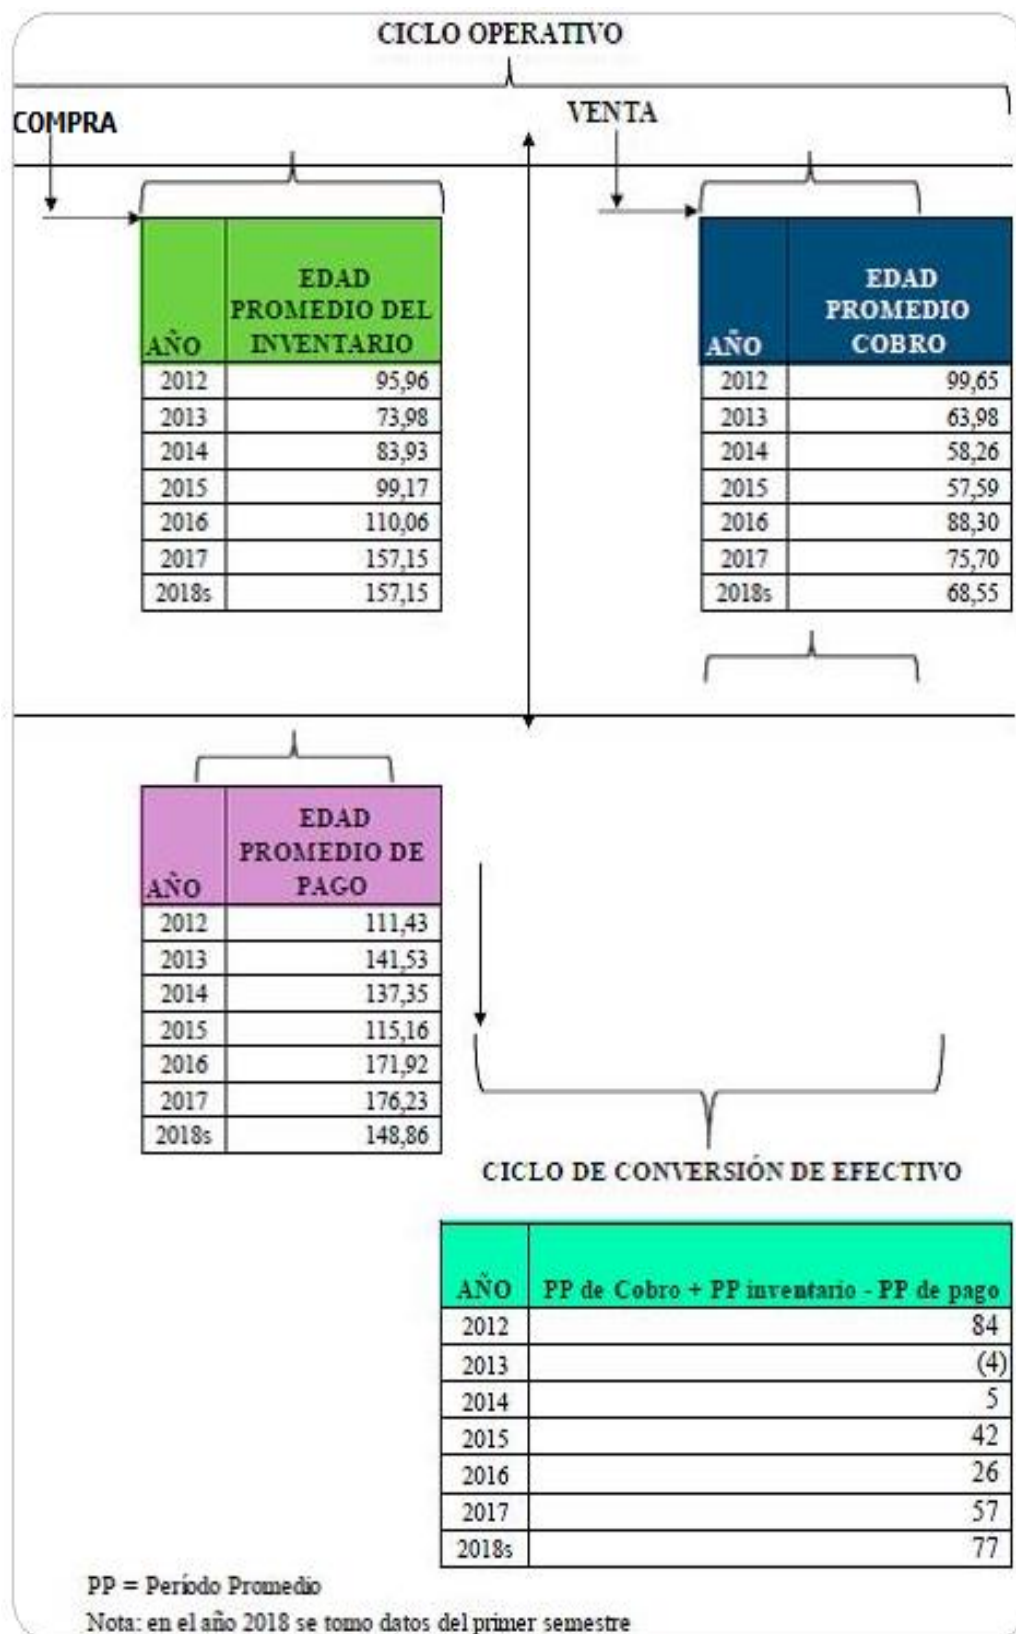 CICLO OPERATIVO
COMPRA
VENTA
AÑO EDAD PROMEDIO DEL INVENTARIO
2012 95,96
2013 73,98
2014 83,93
2015 99,17
2016 110,06
2017 157,15
2018s 157,15
AÑO EDAD PROMEDIO COBRO
2012 99,65
2013 63,98
2014 58,26
2015 57,59
2016 88,30
2017 75,70
2018s 68,55
AÑO EDAD PROMEDIO DE PAGO
2012 111,43
2013 141,53
2014 137,35
2015 115,16
2016 171,92
2017 176,23
2018s 148,86
CICLO DE CONVERSIÓN DE EFECTIVO
AÑO PP de Cobro + PP inventario - PP de pago
2012 84
2013 (4)
2014 5
2015 42
2016 26
2017 57
2018s 77
PP = Período Promedio
Nota: en el año 2018 se tomo datos del primer semestre